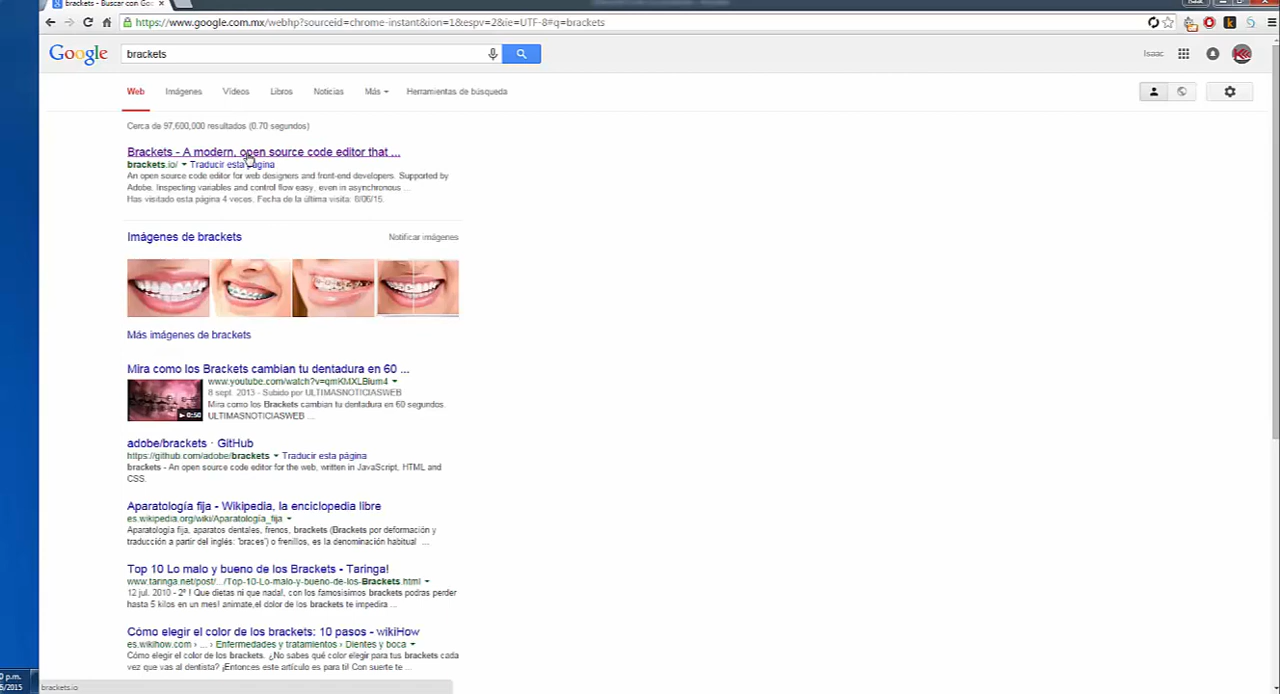 brackets - Buscar con Go
Isaac
https://www.google.com.mx/webhp?sourceid=chrome-instant&ion=1&espv=2&ie=UTF-8#q=brackets
Google
brackets
Isaac
Web Imágenes Vídeos Libros Noticias Más Herramientas de búsqueda
Cerca de 97,600,000 resultados (0.70 segundos)
Brackets - A modern, open source code editor that ...
brackets.io/ Traducir esta página
An open source code editor for web designers and front-end developers. Supported by
Adobe. Inspecting variables and control flow easy, even in asynchronous ...
Has visitado esta página 4 veces. Fecha de la última visita: 8/06/15.
Imágenes de brackets
Notificar imágenes
Más imágenes de brackets
Mira como los Brackets cambian tu dentadura en 60 ...
www.youtube.com/watch?v=qmKMXLBium4
8 sept. 2013 - Subido por ULTIMASNOTICIASWEB
Mira como los Brackets cambian tu dentadura en 60 segundos.
ULTIMASNOTICIASWEB ...
0:50
adobe/brackets · GitHub
https://github.com/adobe/brackets Traducir esta página
brackets - An open source code editor for the web, written in JavaScript, HTML and
CSS.
Aparatología fija - Wikipedia, la enciclopedia libre
es.wikipedia.org/wiki/Aparatología_fija
Aparatología fija, aparatos dentales, frenos, brackets (Brackets por deformación y
traducción a partir del inglés: 'braces') o frenillos, es la denominación habitual ...
Top 10 Lo malo y bueno de los Brackets - Taringa!
www.taringa.net/post/.../Top-10-Lo-malo-y-bueno-de-los-Brackets.html
12 jul. 2010 - 2º ! Que dietas ni que nada!, con los famosisimos brackets podras perder
hasta 5 kilos en un mes! animate,el dolor de los brackets te impedira ...
Cómo elegir el color de los brackets: 10 pasos - wikiHow
es.wikihow.com › ... › Enfermedades y tratamientos › Dientes y boca
Cómo elegir el color de los brackets. ¿No sabes qué color elegir para tus brackets cada
vez que vas al dentista? ¡Entonces este artículo es para ti! Con suerte te...
brackets.io
p.m.